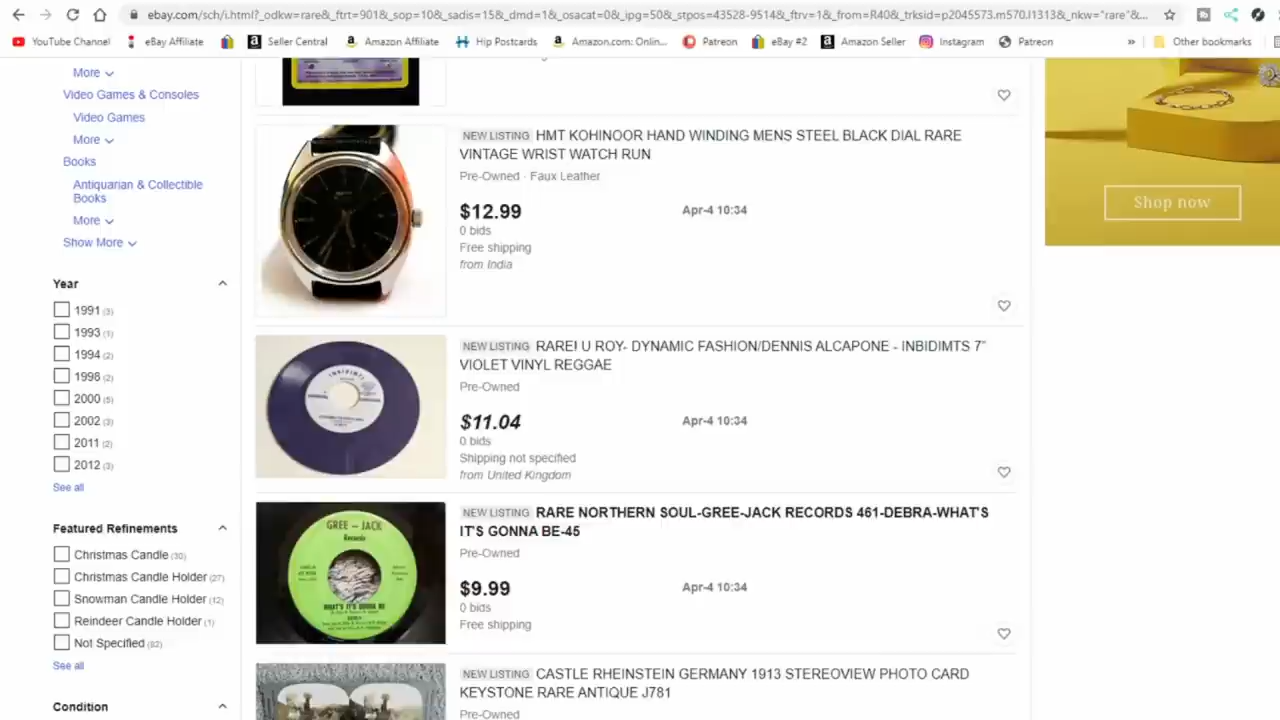 ebay.com/sch/i.html?_odkw=rare&_ftrt=901&_sop=10&_sadis=15&_dmd=1&_osacat=0&_ipg=50&_stpos=43528-9514&_ftrv=1&_from=R40&_trksid=p2045573.m570.l1313&_nkw="rare"&...
YouTube Channel eBay Affiliate Seller Central Amazon Affiliate Hip Postcards Amazon.com: Onlin... Patreon eBay #2 Amazon Seller Instagram Patreon » Other bookmarks
More
Video Games & Consoles
Video Games
More
Books
Antiquarian & Collectible
Books
More
Show More
Year
1991 (3)
1993 (1)
1994 (2)
1998 (2)
2000 (5)
2002 (3)
2011 (2)
2012 (3)
See all
Featured Refinements
Christmas Candle (30)
Christmas Candle Holder (27)
Snowman Candle Holder (12)
Reindeer Candle Holder (1)
Not Specified (82)
See all
Condition
NEW LISTING HMT KOHINOOR HAND WINDING MENS STEEL BLACK DIAL RARE
VINTAGE WRIST WATCH RUN
Pre-Owned · Faux Leather
$12.99 Apr-4 10:34
0 bids
Free shipping
from India
NEW LISTING RARE! U ROY- DYNAMIC FASHION/DENNIS ALCAPONE - INBIDIMTS 7"
VIOLET VINYL REGGAE
Pre-Owned
$11.04 Apr-4 10:34
0 bids
Shipping not specified
from United Kingdom
GREE - JACK
Records
WHAT'S IT'S GONNA BE
NEW LISTING RARE NORTHERN SOUL-GREE-JACK RECORDS 461-DEBRA-WHAT'S
IT'S GONNA BE-45
Pre-Owned
$9.99 Apr-4 10:34
0 bids
Free shipping
NEW LISTING CASTLE RHEINSTEIN GERMANY 1913 STEREOVIEW PHOTO CARD
KEYSTONE RARE ANTIQUE J781
Pre-Owned
Shop now